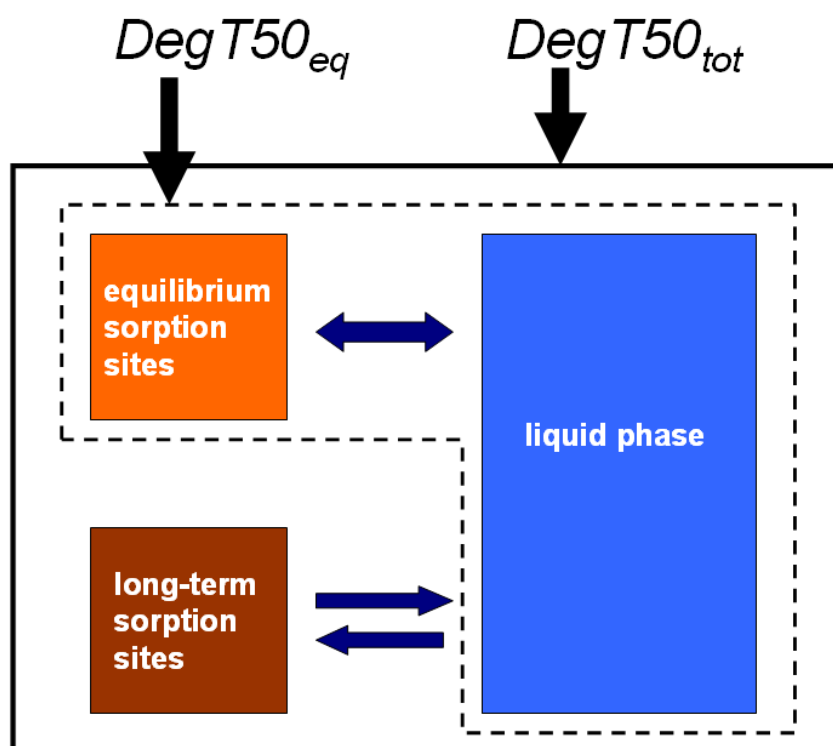 DegT50eq DegT50tot
equilibrium
sorption
sites
liquid phase
long-term
sorption
sites